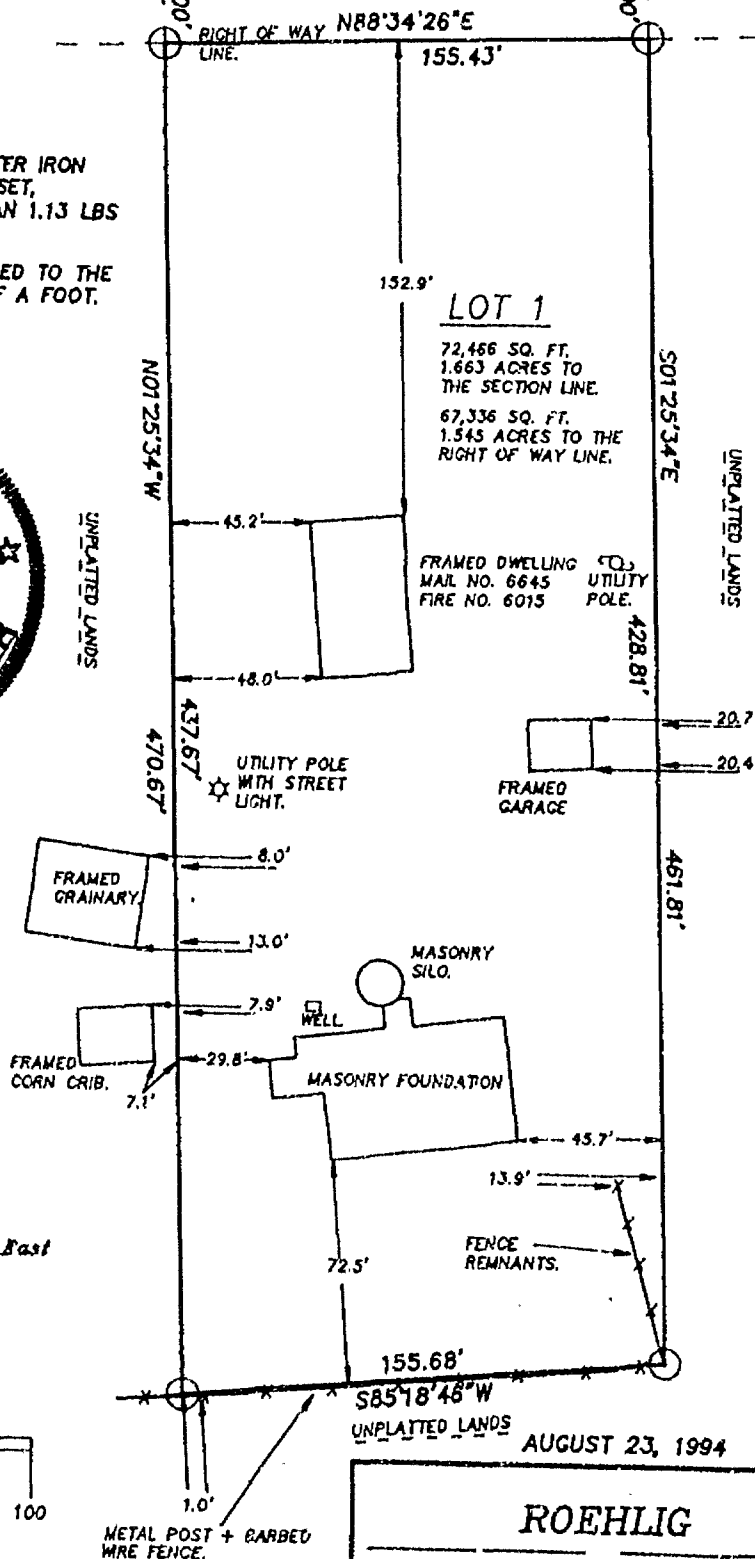 00'
00'
RIGHT OF WAY
LINE.
N88°34'26"E
155.43'
TER IRON
SET,
AN 1.13 LBS
ED TO THE
F A FOOT.
152.9'
LOT 1
72,466 SQ. FT.
1.663 ACRES TO
THE SECTION LINE.
67,336 SQ. FT.
1.545 ACRES TO THE
RIGHT OF WAY LINE.
N01°25'34"W
S01°25'34"E
UNPLATTED LANDS
UNPLATTED LANDS
45.2'
FRAMED DWELLING
MAIL NO. 6645
FIRE NO. 6015
UTILITY
POLE.
428.81'
48.0'
437.67'
470.67'
20.7
20.4
UTILITY POLE
WITH STREET
LIGHT.
FRAMED
GARAGE
8.0'
FRAMED
GRAINARY.
461.81'
13.0'
MASONRY
SILO.
7.9'
WELL
FRAMED
CORN CRIB.
29.8'
7.1'
MASONRY FOUNDATION
45.7'
13.9'
East
FENCE
REMNANTS.
72.5'
155.68'
S85°18'46"W
UNPLATTED LANDS
AUGUST 23, 1994
100
1.0'
METAL POST + BARBED
WIRE FENCE.
ROEHLIG